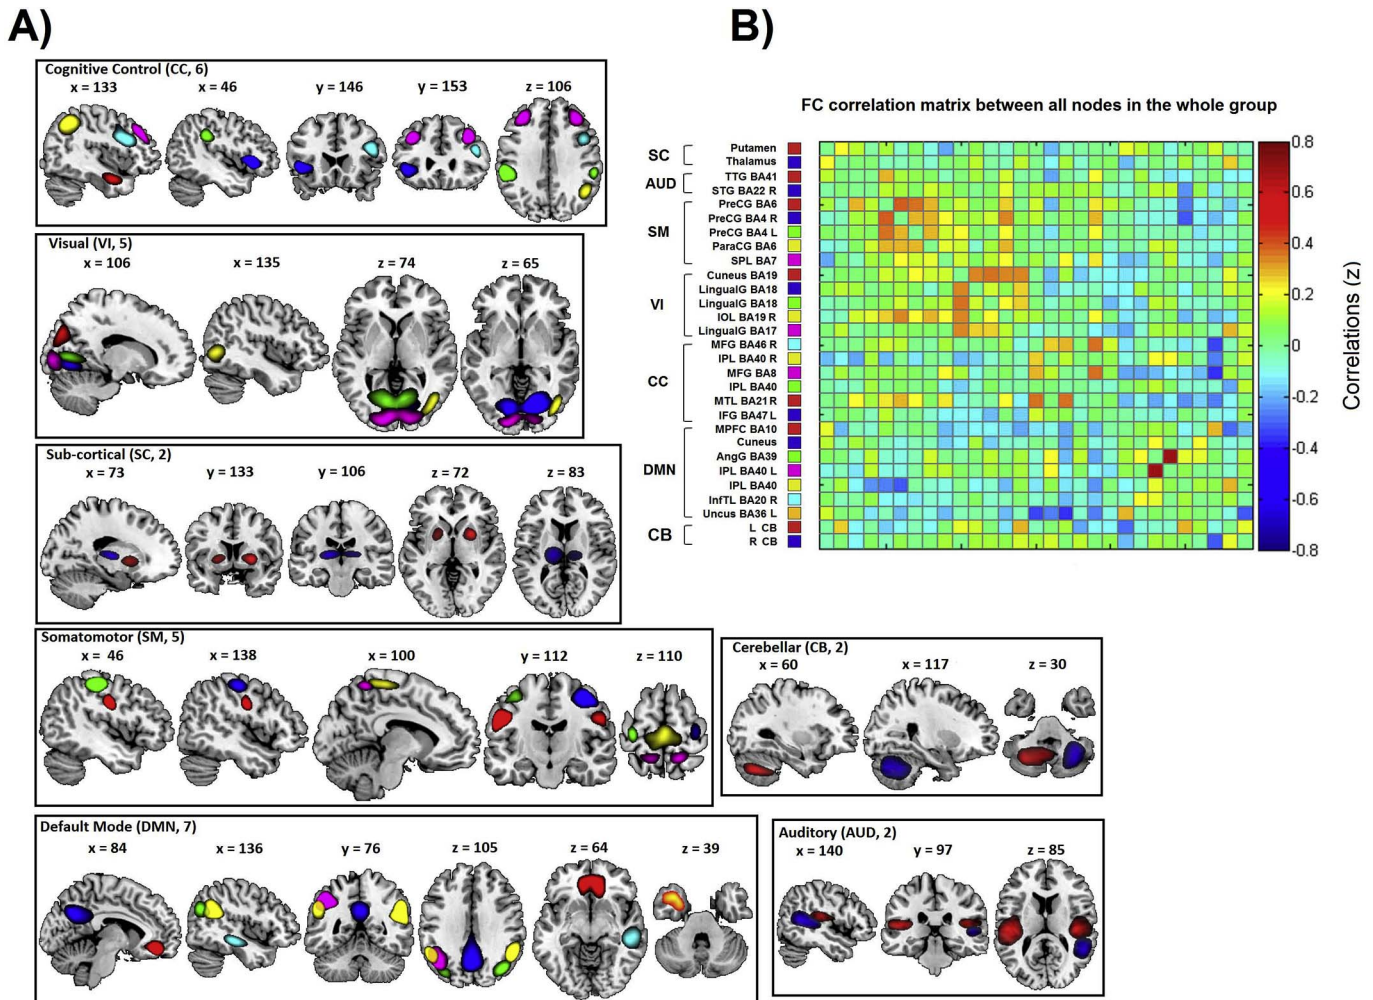 A)
B)
Cognitive Control (CC, 6)
x = 133 x = 46 y = 146 y = 153 z = 106
Visual (VI, 5)
x = 106 x = 135 z = 74 z = 65
Sub-cortical (SC, 2)
x = 73 y = 133 y = 106 z = 72 z = 83
Somatomotor (SM, 5)
x = 46 x = 138 x = 100 y = 112 z = 110
Default Mode (DMN, 7)
x = 84 x = 136 y = 76 z = 105 z = 64 z = 39
FC correlation matrix between all nodes in the whole group
SC
Putamen
Thalamus
AUD
TTG BA41
STG BA22 R
SM
PreCG BA6
PreCG BA4 R
PreCG BA4 L
ParaCG BA6
SPL BA7
VI
Cuneus BA19
LingualG BA18
LingualG BA18
IOL BA19 R
LingualG BA17
CC
MFG BA46 R
IPL BA40 R
MFG BA8
IPL BA40
MTL BA21 R
IFG BA47 L
DMN
MPFC BA10
Cuneus
AngG BA39
IPL BA40 L
IPL BA40
InfTL BA20 R
Uncus BA36 L
CB
L CB
R CB
0.8
0.6
0.4
0.2
0
-0.2
-0.4
-0.6
-0.8
Correlations (z)
Cerebellar (CB, 2)
x = 60 x = 117 z = 30
Auditory (AUD, 2)
x = 140 y = 97 z = 85